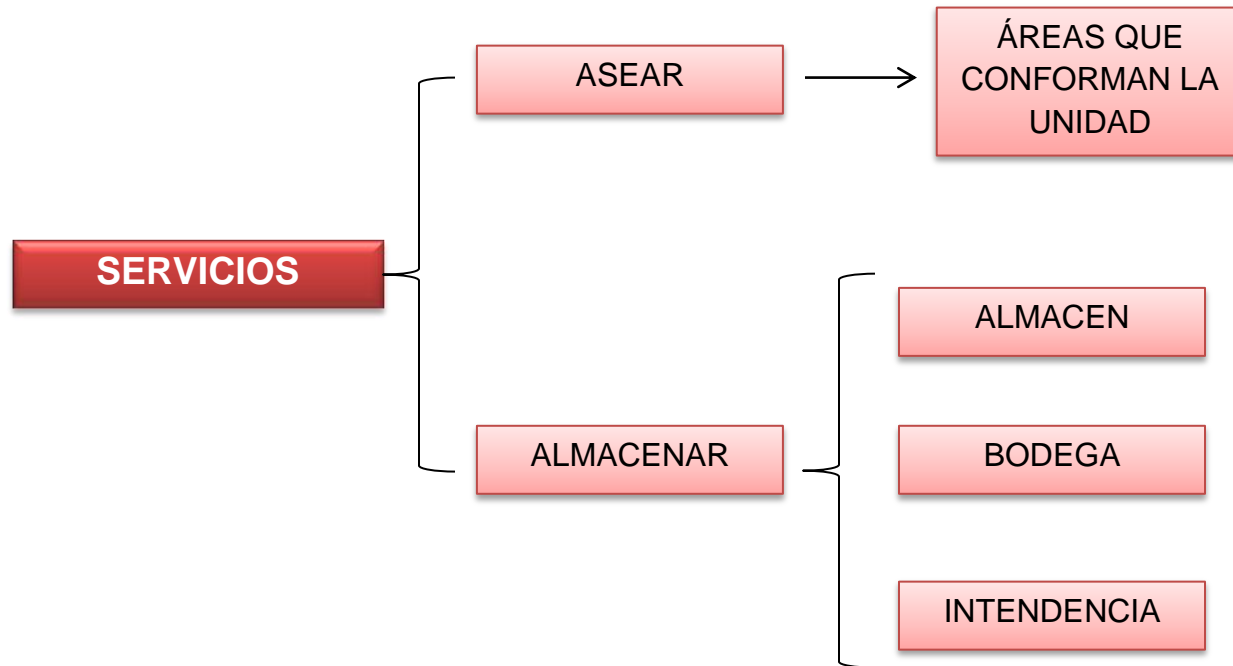 SERVICIOS
ASEAR
ÁREAS QUE
CONFORMAN LA
UNIDAD
ALMACENAR
ALMACEN
BODEGA
INTENDENCIA